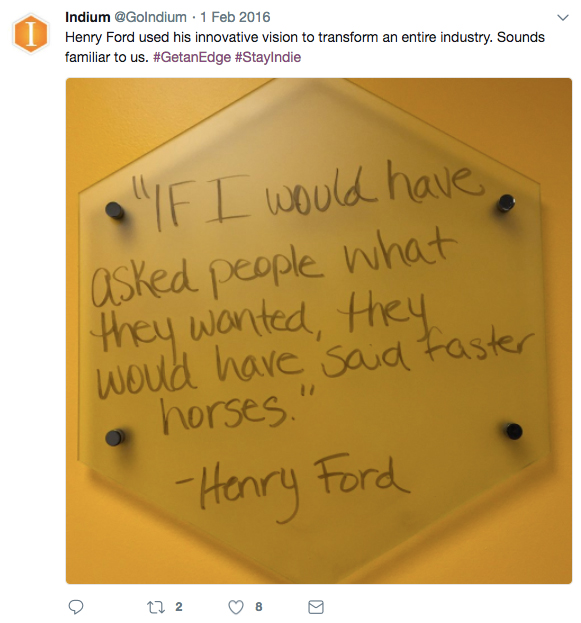 Indium @GoIndium · 1 Feb 2016
Henry Ford used his innovative vision to transform an entire industry. Sounds
familiar to us. #GetanEdge #StayIndie
I
"IF I would have
asked people what
they wanted, they
would have said faster
horses."
-Henry Ford
2
8